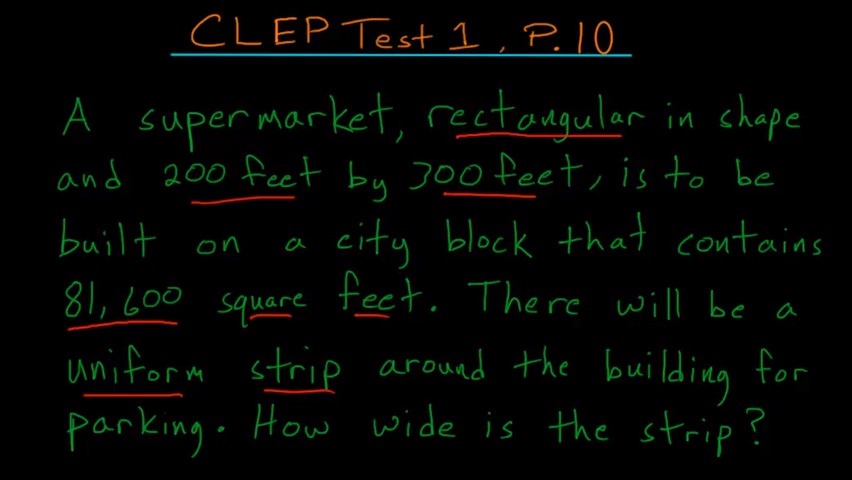 CLEP Test 1, P.10
A supermarket, rectangular in shape
and 200 feet by 300 feet, is to be
built on a city block that contains
81,600 square feet. There will be a
uniform strip around the building for
parking. How wide is the strip?